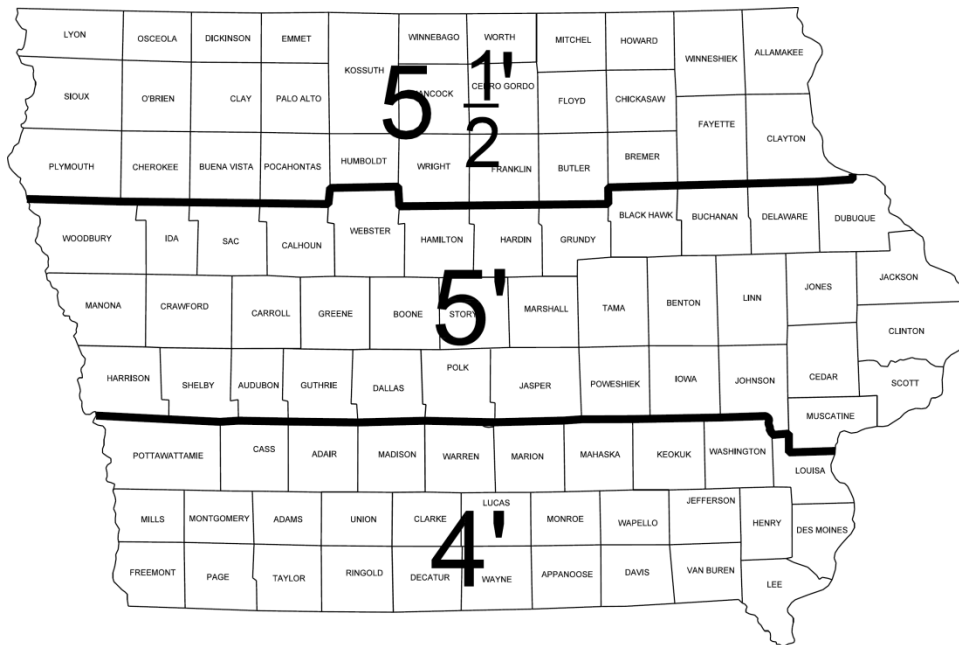 LYON
OSCEOLA
DICKINSON
EMMET
WINNEBAGO
WORTH
MITCHEL
HOWARD
WINNESHIEK
ALLAMAKEE
KOSSUTH
SIOUX
O'BRIEN
CLAY
PALO ALTO
HANCOCK
CERRO GORDO
FLOYD
CHICKASAW
FAYETTE
CLAYTON
5 1/2'
PLYMOUTH
CHEROKEE
BUENA VISTA
POCAHONTAS
HUMBOLDT
WRIGHT
FRANKLIN
BUTLER
BREMER
WOODBURY
IDA
SAC
CALHOUN
WEBSTER
HAMILTON
HARDIN
GRUNDY
BLACK HAWK
BUCHANAN
DELAWARE
DUBUQUE
MANONA
CRAWFORD
CARROLL
GREENE
BOONE
STORY
5'
MARSHALL
TAMA
BENTON
LINN
JONES
JACKSON
CLINTON
HARRISON
SHELBY
AUDUBON
GUTHRIE
DALLAS
POLK
JASPER
POWESHIEK
IOWA
JOHNSON
CEDAR
SCOTT
MUSCATINE
POTTAWATTAMIE
CASS
ADAIR
MADISON
WARREN
MARION
MAHASKA
KEOKUK
WASHINGTON
LOUISA
MILLS
MONTGOMERY
ADAMS
UNION
CLARKE
LUCAS
MONROE
WAPELLO
JEFFERSON
HENRY
DES MOINES
4'
FREEMONT
PAGE
TAYLOR
RINGOLD
DECATUR
WAYNE
APPANOOSE
DAVIS
VAN BUREN
LEE